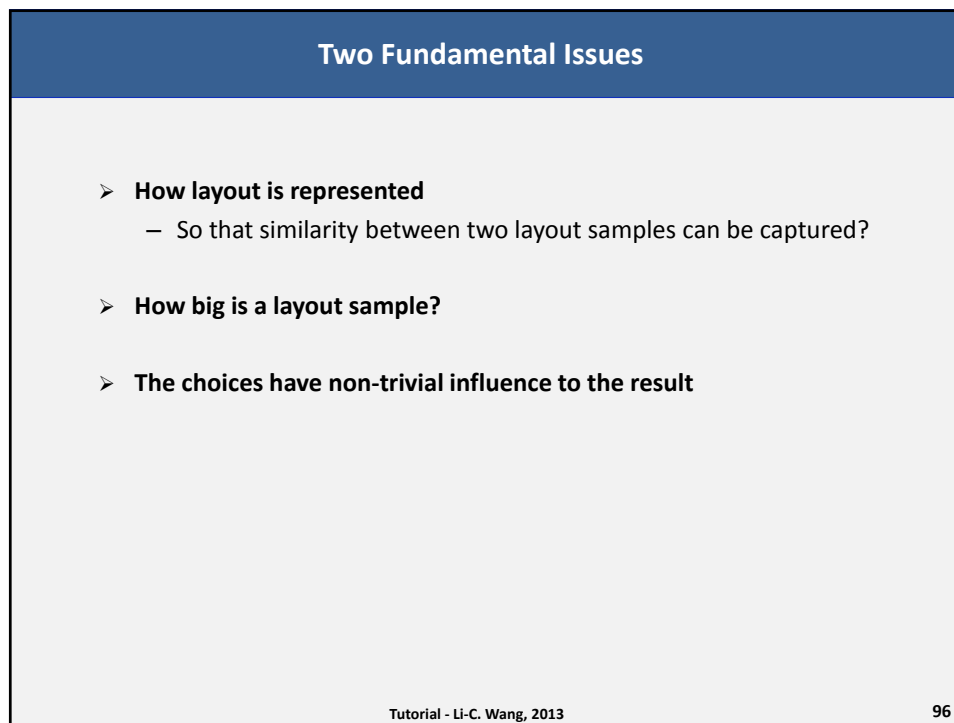 Two Fundamental Issues
➢ How layout is represented
– So that similarity between two layout samples can be captured?
➢ How big is a layout sample?
➢ The choices have non-trivial influence to the result
Tutorial - Li-C. Wang, 2013
96